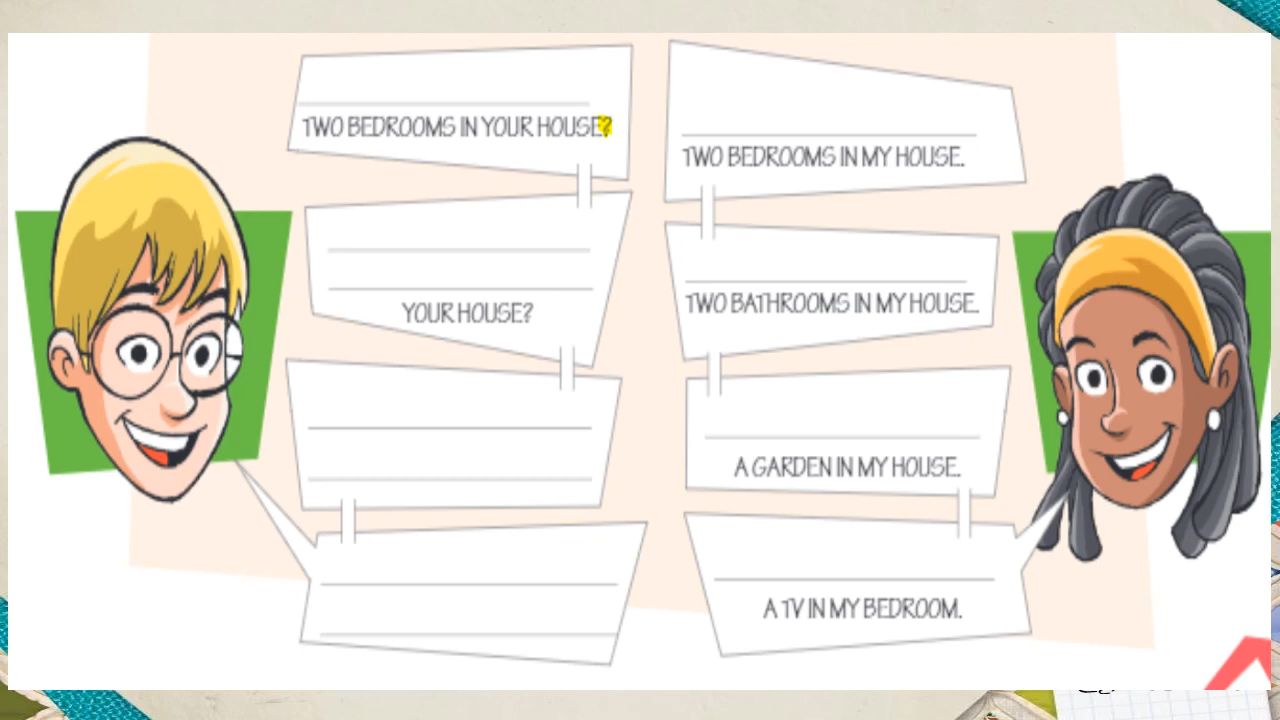 TWO BEDROOMS IN YOUR HOUSE?
TWO BEDROOMS IN MY HOUSE.
YOUR HOUSE?
TWO BATHROOMS IN MY HOUSE.
A GARDEN IN MY HOUSE.
A TV IN MY BEDROOM.